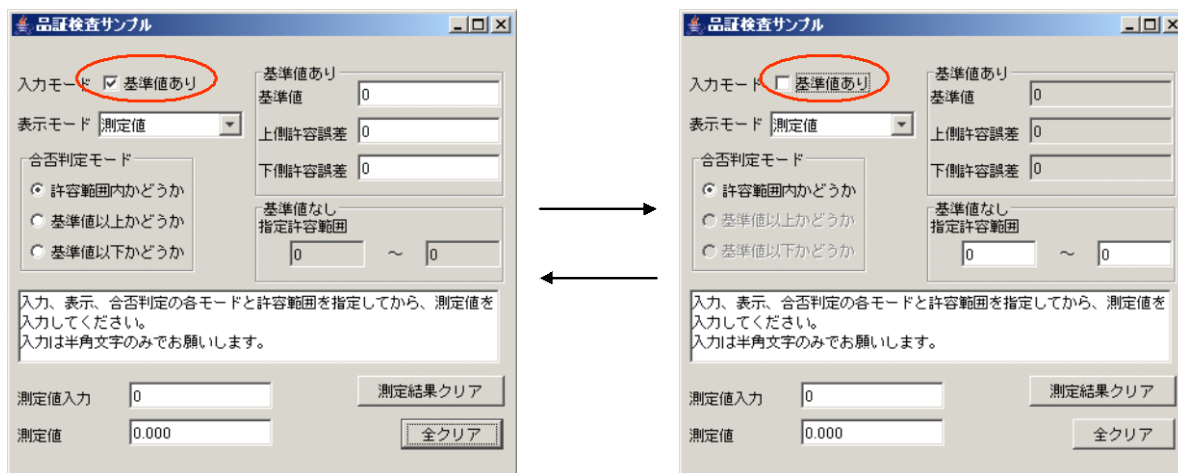 品証検査サンプル
入力モード 基準値あり
表示モード 測定値
合否判定モード
許容範囲内かどうか
基準値以上かどうか
基準値以下かどうか
基準値あり
基準値 0
上側許容誤差 0
下側許容誤差 0
基準値なし
指定許容範囲
0 ～ 0
入力、表示、合否判定の各モードと許容範囲を指定してから、測定値を
入力してください。
入力は半角文字のみでお願いします。
測定値入力 0
測定結果クリア
測定値 0.000
全クリア
品証検査サンプル
入力モード 基準値あり
表示モード 測定値
合否判定モード
許容範囲内かどうか
基準値以上かどうか
基準値以下かどうか
基準値あり
基準値 0
上側許容誤差 0
下側許容誤差 0
基準値なし
指定許容範囲
0 ～ 0
入力、表示、合否判定の各モードと許容範囲を指定してから、測定値を
入力してください。
入力は半角文字のみでお願いします。
測定値入力 0
測定結果クリア
測定値 0.000
全クリア